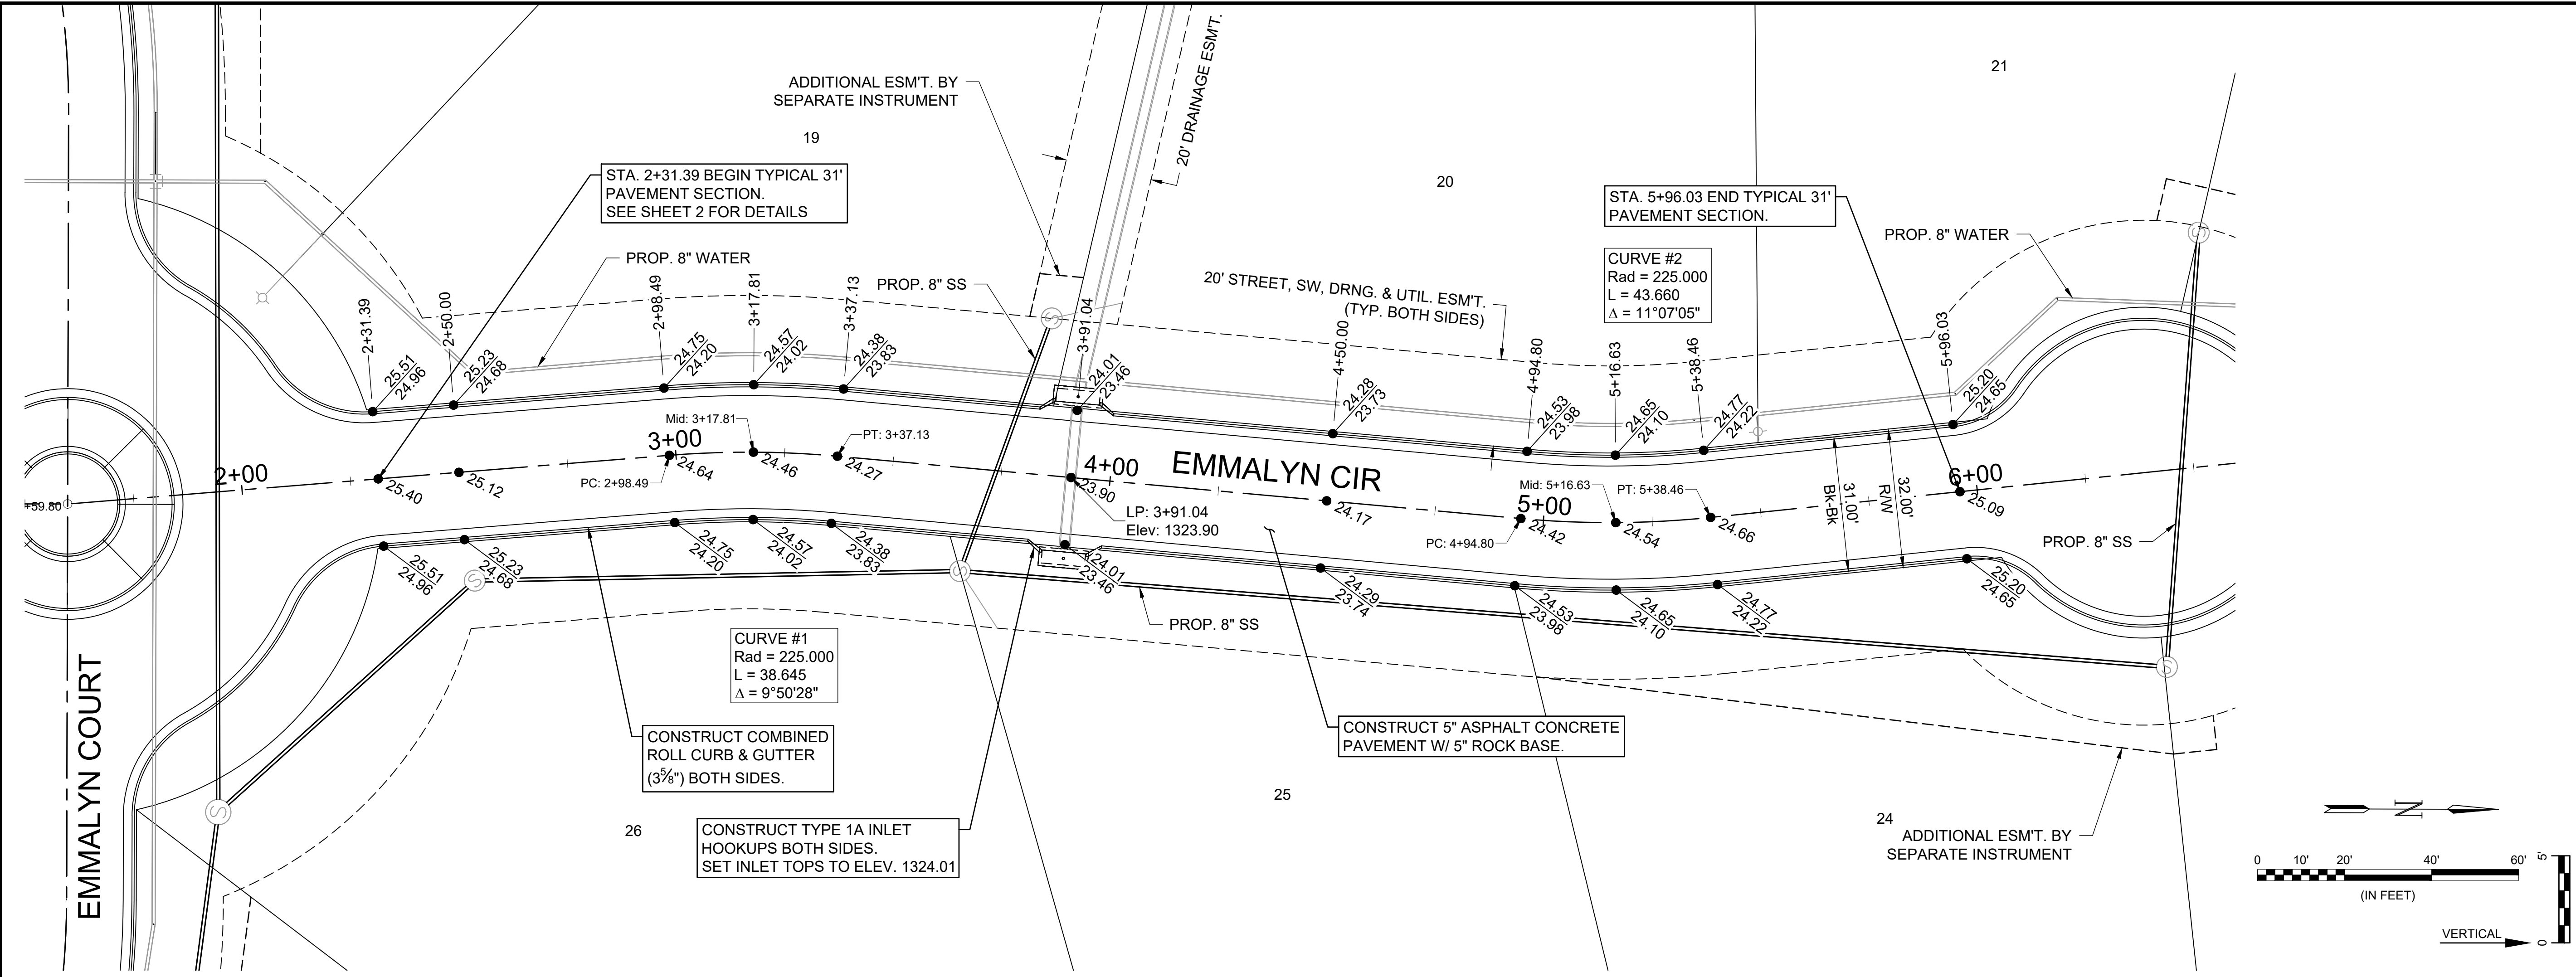 21
ADDITIONAL ESM'T. BY
SEPARATE INSTRUMENT
20' DRAINAGE ESM'T.
19
20
STA. 2+31.39 BEGIN TYPICAL 31'
PAVEMENT SECTION.
SEE SHEET 2 FOR DETAILS
STA. 5+96.03 END TYPICAL 31'
PAVEMENT SECTION.
PROP. 8" WATER
PROP. 8" SS
20' STREET, SW, DRNG. & UTIL. ESM'T.
(TYP. BOTH SIDES)
CURVE #2
Rad = 225.000
L = 43.660
Δ = 11°07'05"
PROP. 8" WATER
2+31.39
2+50.00
2+98.49
3+17.81
3+37.13
3+91.04
4+50.00
4+94.80
5+16.63
5+38.46
5+96.03
25.51
24.96
25.23
24.68
24.75
24.20
24.57
24.02
24.38
23.83
24.01
23.46
24.28
23.73
24.53
23.98
24.65
24.10
24.77
24.22
25.20
24.65
2+00
3+00
4+00
5+00
6+00
EMMALYN CIR
+59.80
25.40
25.12
PC: 2+98.49
24.64
Mid: 3+17.81
24.46
PT: 3+37.13
24.27
23.90
LP: 3+91.04
Elev: 1323.90
24.17
PC: 4+94.80
24.42
Mid: 5+16.63
24.54
PT: 5+38.46
24.66
25.09
31.00'
Bk-Bk
32.00'
R/W
PROP. 8" SS
25.51
24.96
25.23
24.68
24.75
24.20
24.57
24.02
24.38
23.83
24.01
23.46
24.29
23.74
24.53
23.98
24.65
24.10
24.77
24.22
25.20
24.65
S
S
S
S
S
S
PROP. 8" SS
EMMALYN COURT
CURVE #1
Rad = 225.000
L = 38.645
Δ = 9°50'28"
CONSTRUCT COMBINED
ROLL CURB & GUTTER
(3⅝") BOTH SIDES.
CONSTRUCT 5" ASPHALT CONCRETE
PAVEMENT W/ 5" ROCK BASE.
25
26
24
CONSTRUCT TYPE 1A INLET
HOOKUPS BOTH SIDES.
SET INLET TOPS TO ELEV. 1324.01
ADDITIONAL ESM'T. BY
SEPARATE INSTRUMENT
N
0 10' 20' 40' 60'
(IN FEET)
VERTICAL
0 5'